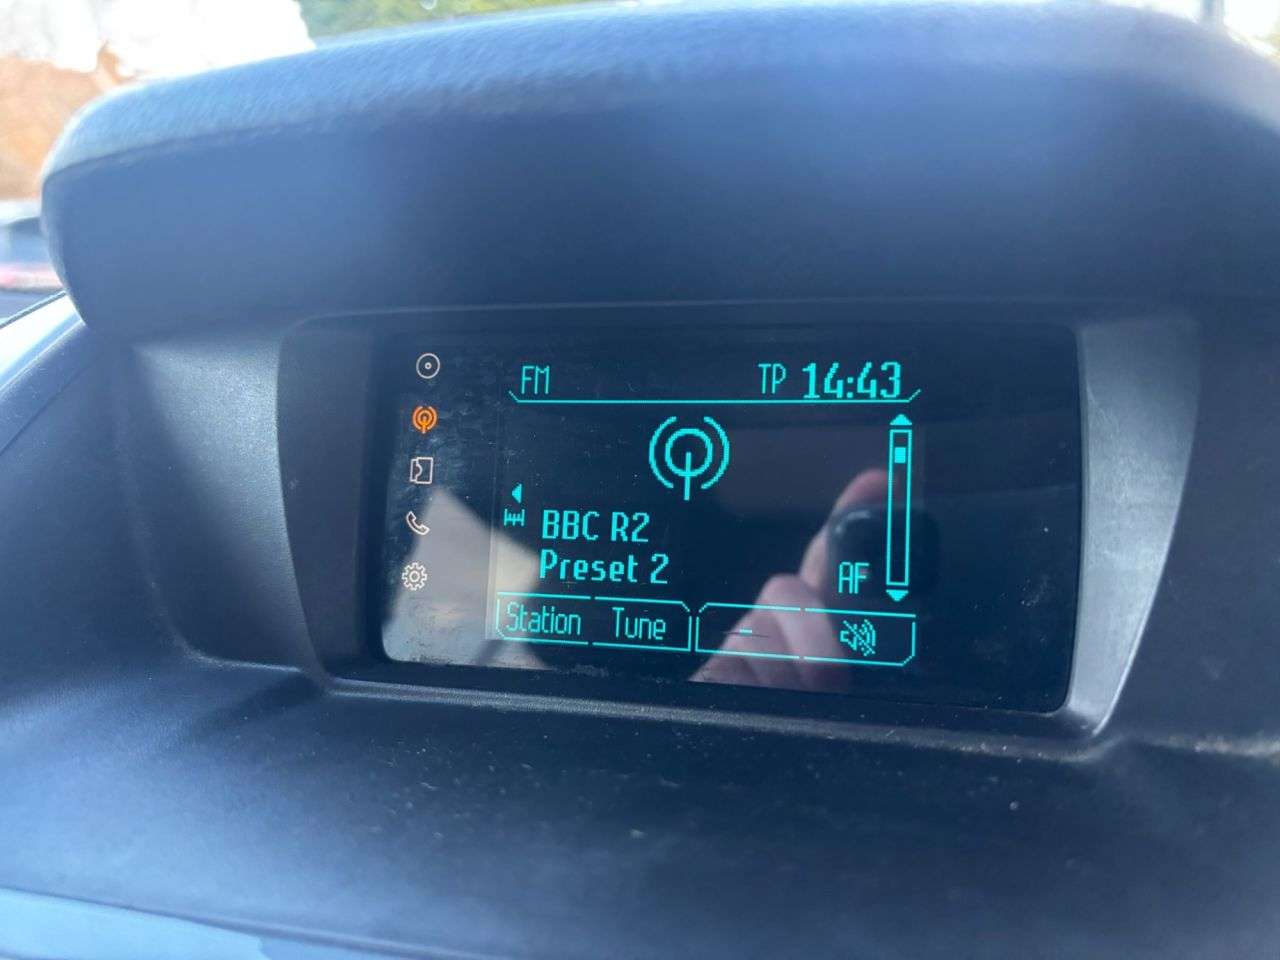 FM TP 14:43
BBC R2
Preset 2
AF
Station Tune -